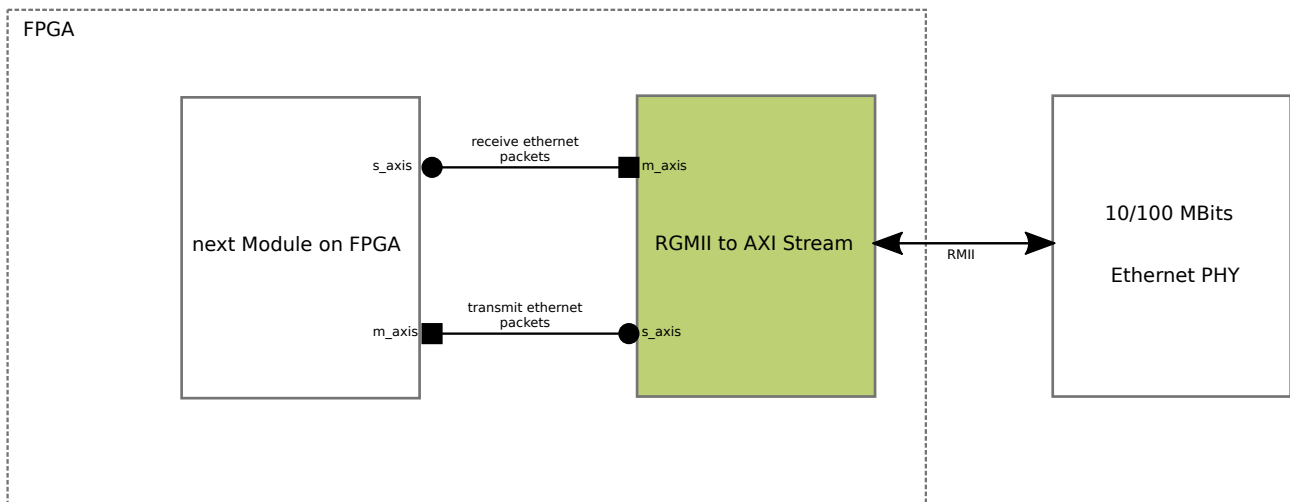 FPGA
s_axis
receive ethernet
packets
m_axis
next Module on FPGA
RGMII to AXI Stream
RMII
10/100 MBits
Ethernet PHY
m_axis
transmit ethernet
packets
s_axis